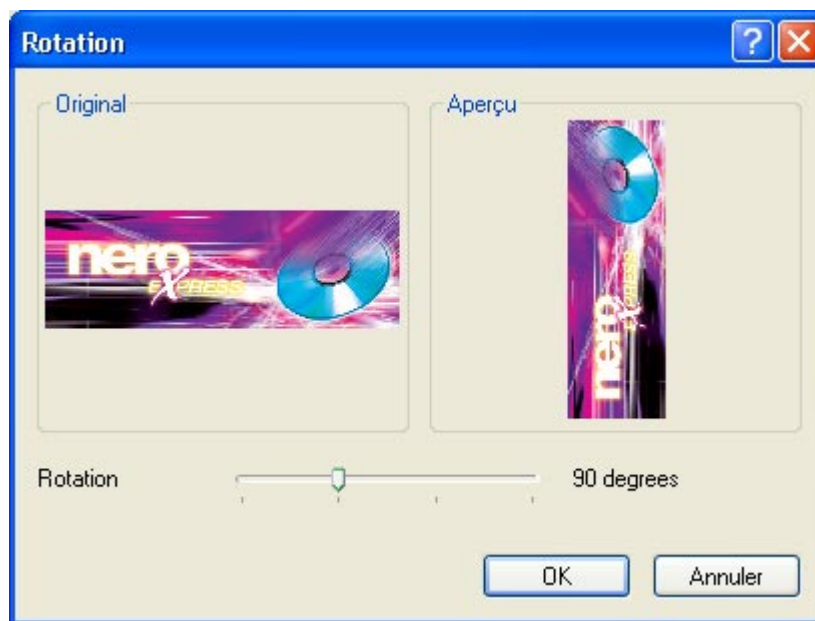 Rotation
Original
Aperçu
nero
EXPRESS
nero
EXPRESS
Rotation
90 degrees
OK
Annuler